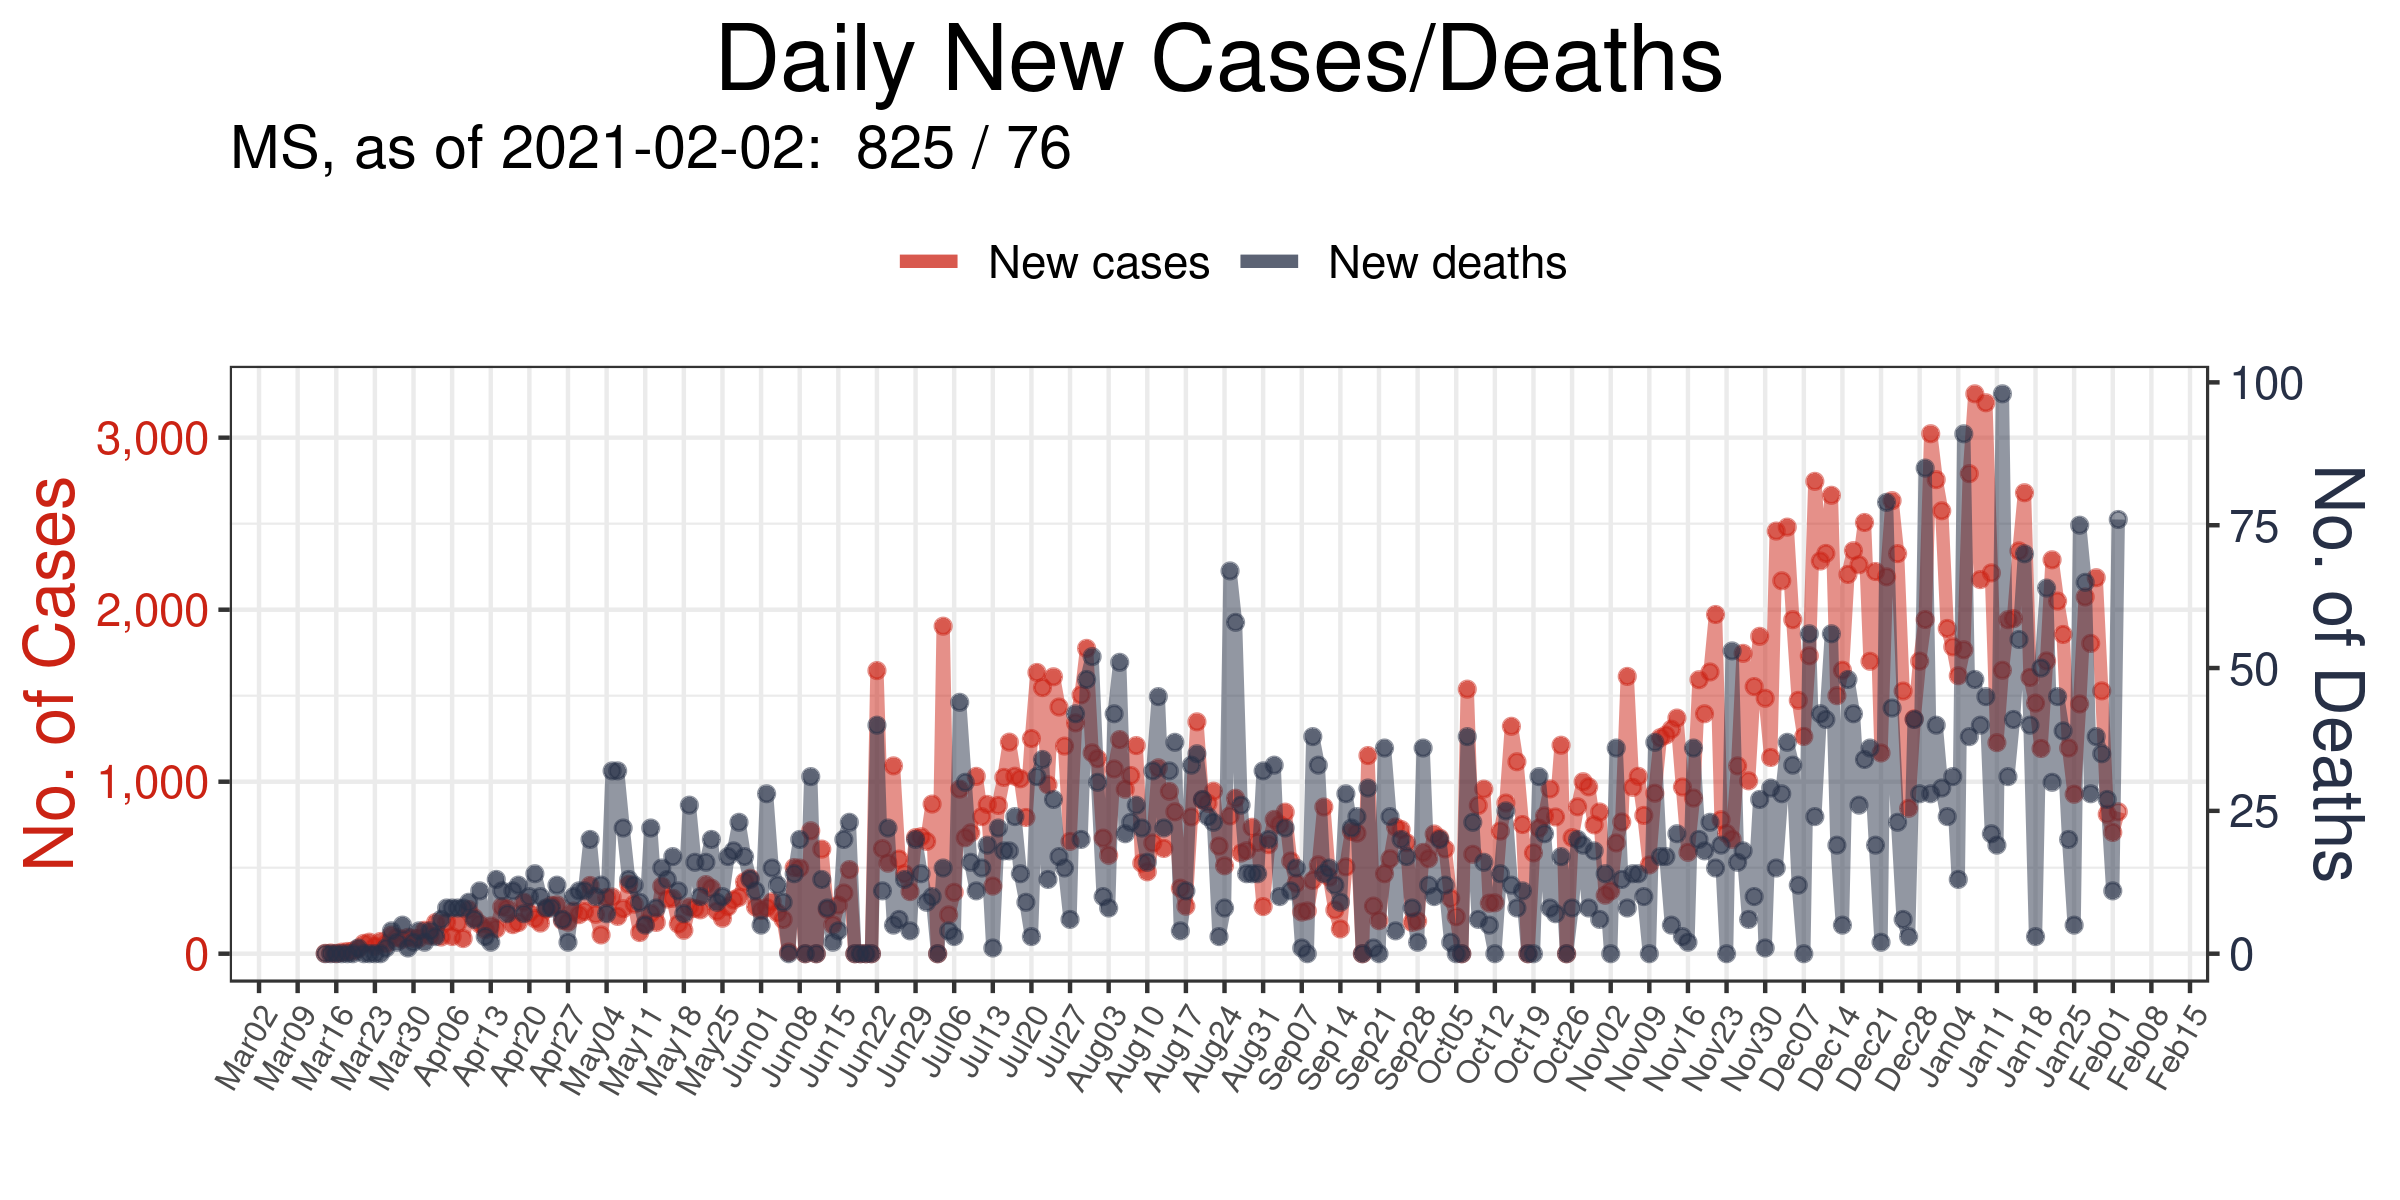 Daily New Cases/Deaths
MS, as of 2021-02-02:  825 / 76
New cases
New deaths
No. of Cases
3,000
2,000
1,000
0
100
75
50
25
0
No. of Deaths
Mar02
Mar09
Mar16
Mar23
Mar30
Apr06
Apr13
Apr20
Apr27
May04
May11
May18
May25
Jun01
Jun08
Jun15
Jun22
Jun29
Jul06
Jul13
Jul20
Jul27
Aug03
Aug10
Aug17
Aug24
Aug31
Sep07
Sep14
Sep21
Sep28
Oct05
Oct12
Oct19
Oct26
Nov02
Nov09
Nov16
Nov23
Nov30
Dec07
Dec14
Dec21
Dec28
Jan04
Jan11
Jan18
Jan25
Feb01
Feb08
Feb15